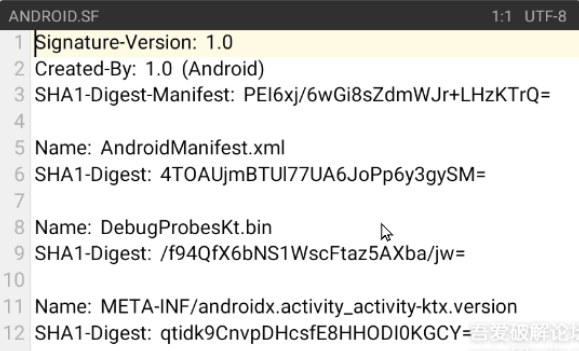 ANDROID.SF 1:1 UTF-8
1 Signature-Version: 1.0
2 Created-By: 1.0 (Android)
3 SHA1-Digest-Manifest: PEI6xj/6wGi8sZdmWJr+LHzKTrQ=
4
5 Name: AndroidManifest.xml
6 SHA1-Digest: 4TOAUjmBTUl77UA6JoPp6y3gySM=
7
8 Name: DebugProbesKt.bin
9 SHA1-Digest: /f94QfX6bNS1WscFtaz5AXba/jw=
10
11 Name: META-INF/androidx.activity_activity-ktx.version
12 SHA1-Digest: qtidk9CnvpDHcsfE8HHODI0KGCY=
吾爱破解论坛